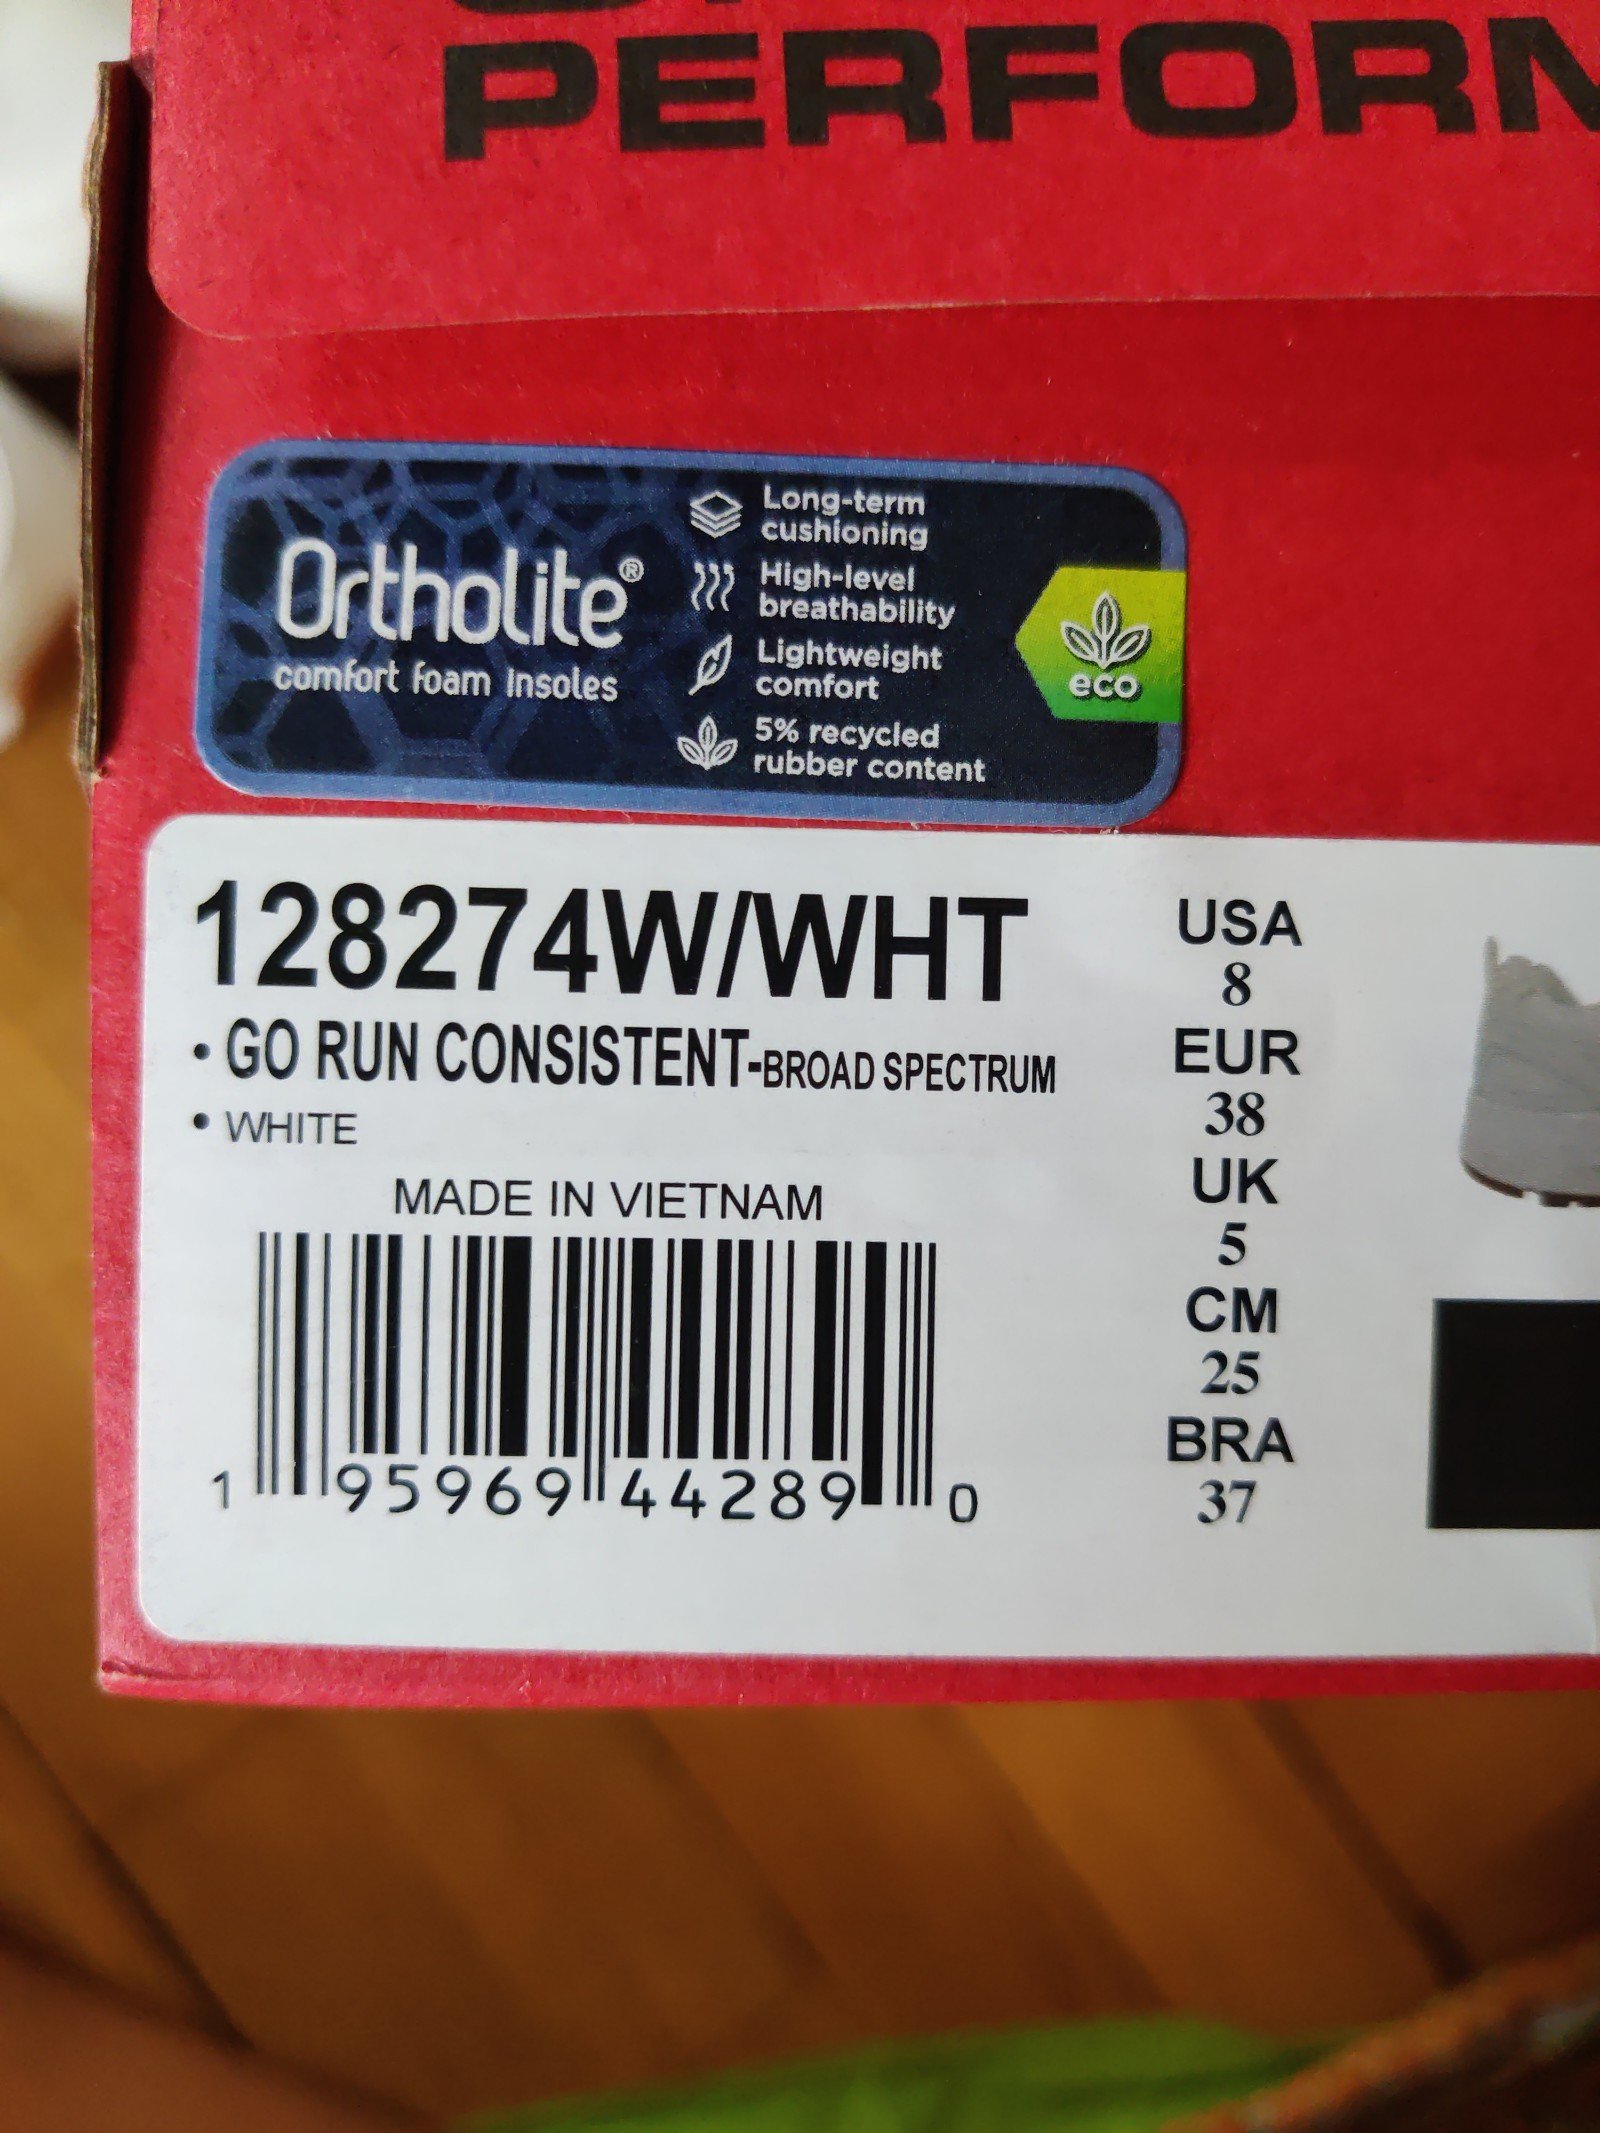 PERFORM
Ortholite®
comfort foam insoles
Long-term
cushioning
High-level
breathability
Lightweight
comfort
5% recycled
rubber content
eco
128274W/WHT
• GO RUN CONSISTENT-BROAD SPECTRUM
• WHITE
MADE IN VIETNAM
1 95969 44289 0
USA
8
EUR
38
UK
5
CM
25
BRA
37